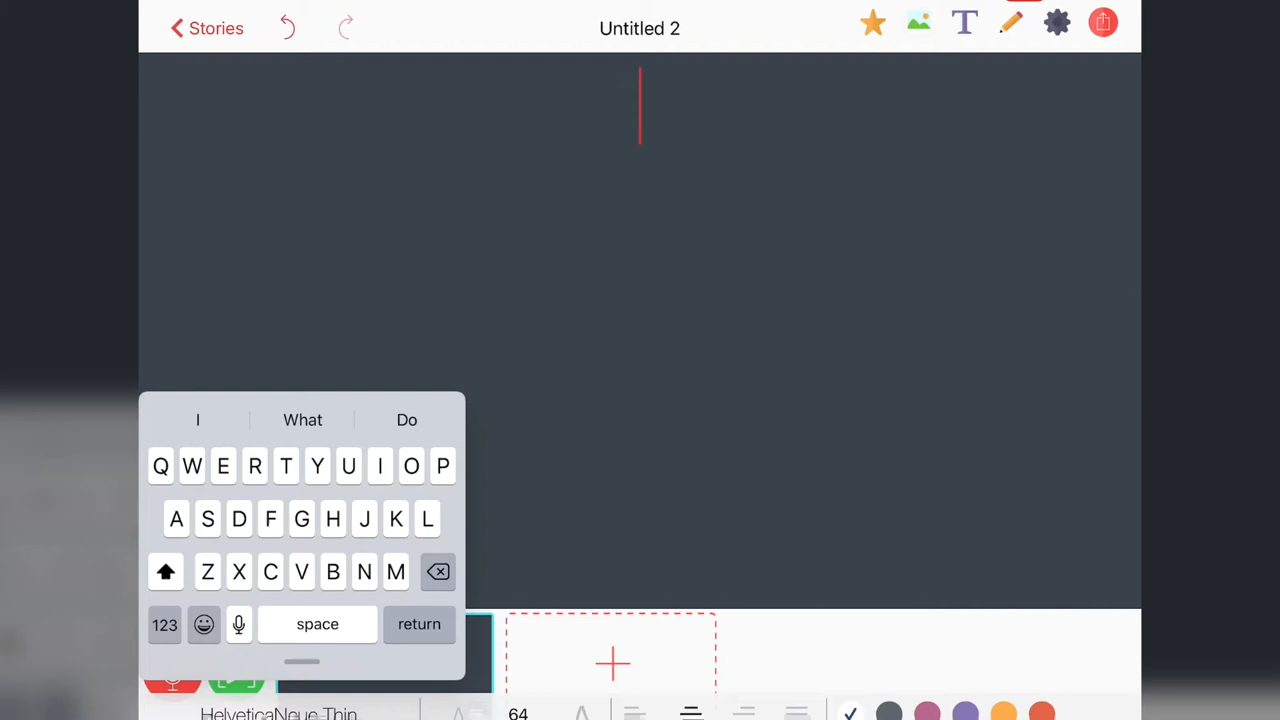 Stories
Untitled 2
T
I What Do
Q W E R T Y U I O P
A S D F G H J K L
Z X C V B N M
123 space return
HelveticaNeue Thin 64